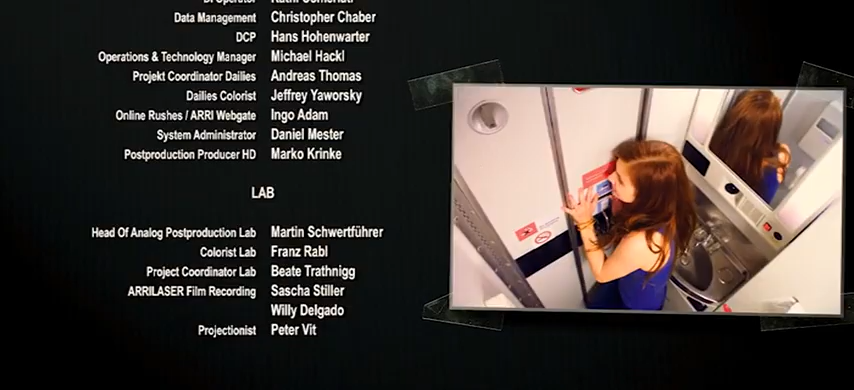 Data Management Christopher Chaber
DCP Hans Hohenwarter
Operations & Technology Manager Michael Hackl
Projekt Coordinator Dailies Andreas Thomas
Dailies Colorist Jeffrey Yaworsky
Online Rushes / ARRI Webgate Ingo Adam
System Administrator Daniel Mester
Postproduction Producer HD Marko Krinke
LAB
Head Of Analog Postproduction Lab Martin Schwertführer
Colorist Lab Franz Rabl
Project Coordinator Lab Beate Trathnigg
ARRILASER Film Recording Sascha Stiller
Willy Delgado
Projectionist Peter Vit